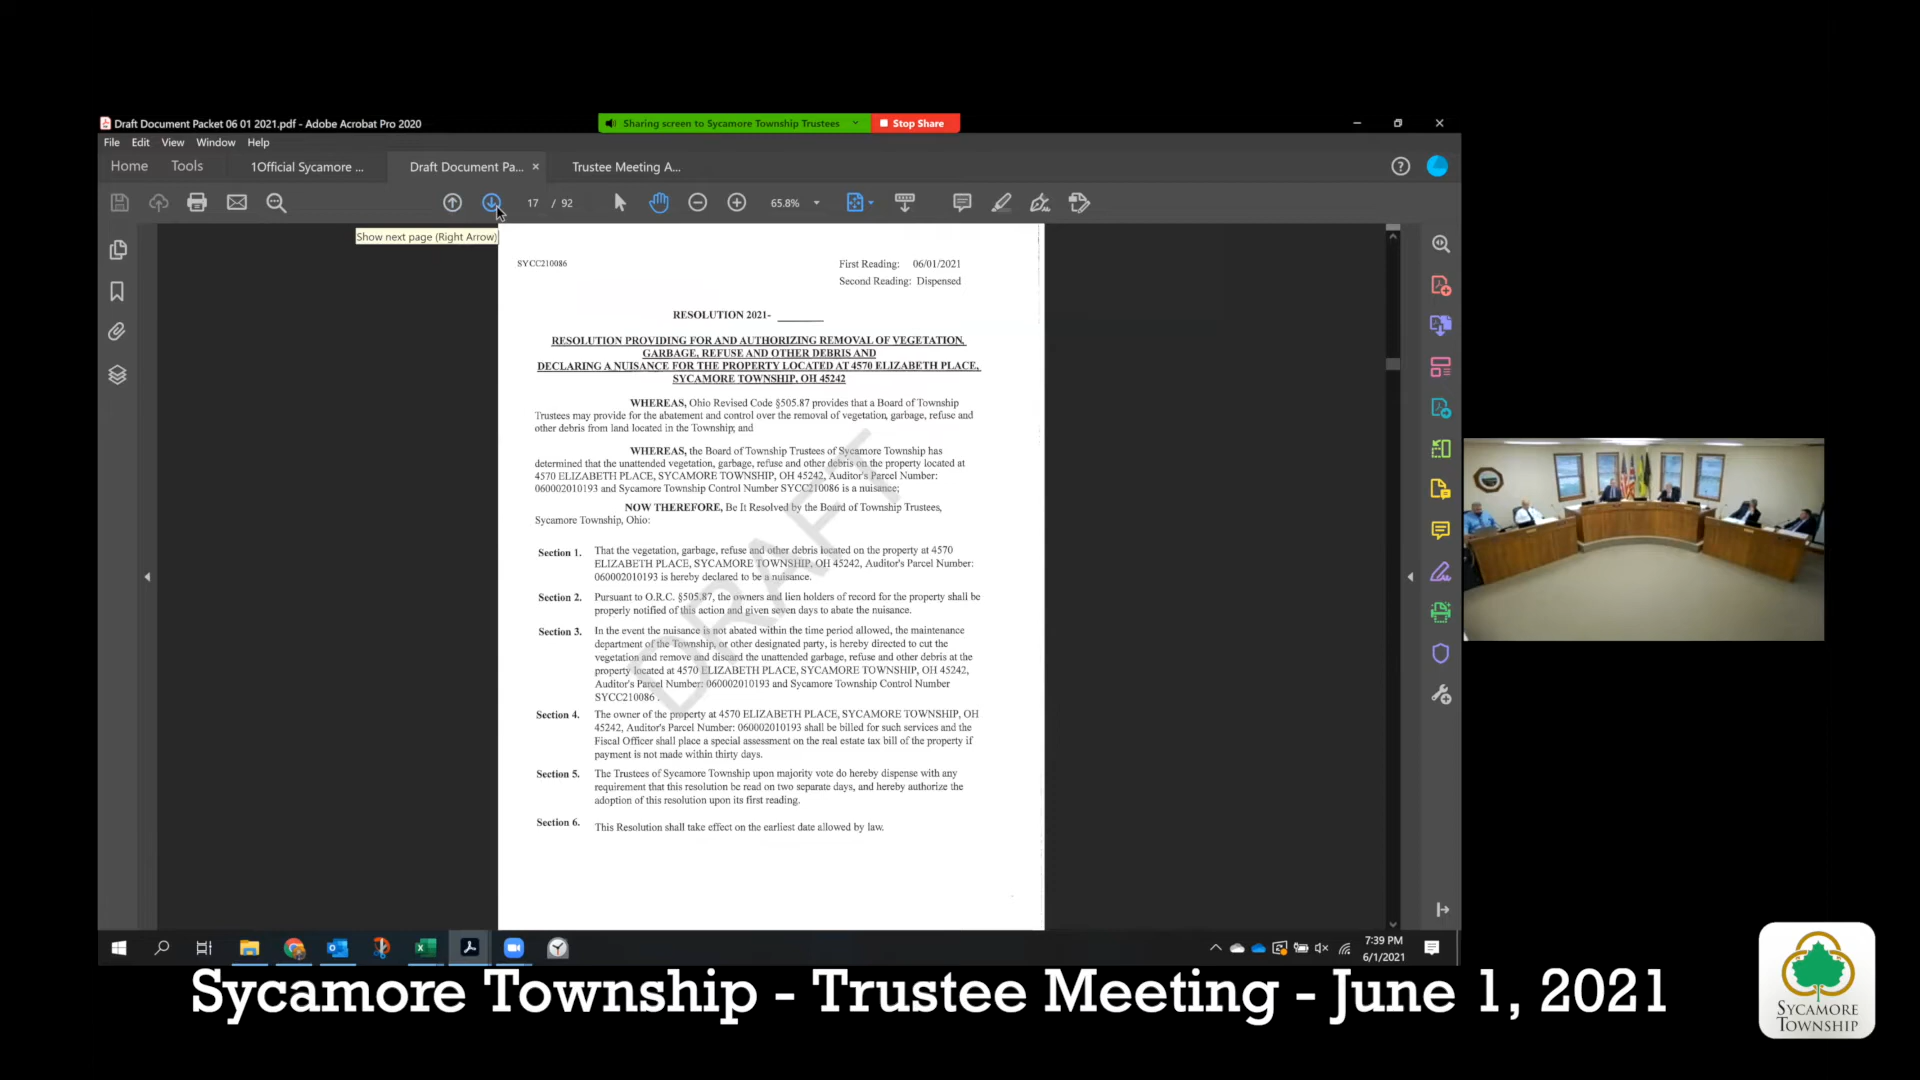 Draft Document Packet 06 01 2021.pdf - Adobe Acrobat Pro 2020
Sharing screen to Sycamore Township Trustees
Stop Share
File Edit View Window Help
Home Tools 1Official Sycamore ... Draft Document Pa... Trustee Meeting A...
17 / 92 65.8%
Show next page (Right Arrow)
SYCC210086
First Reading: 06/01/2021
Second Reading: Dispensed
RESOLUTION 2021- ________
RESOLUTION PROVIDING FOR AND AUTHORIZING REMOVAL OF VEGETATION,
GARBAGE, REFUSE AND OTHER DEBRIS AND
DECLARING A NUISANCE FOR THE PROPERTY LOCATED AT 4570 ELIZABETH PLACE,
SYCAMORE TOWNSHIP, OH 45242
WHEREAS, Ohio Revised Code §505.87 provides that a Board of Township
Trustees may provide for the abatement and control over the removal of vegetation, garbage, refuse and
other debris from land located in the Township; and
WHEREAS, the Board of Township Trustees of Sycamore Township has
determined that the unattended vegetation, garbage, refuse and other debris on the property located at
4570 ELIZABETH PLACE, SYCAMORE TOWNSHIP, OH 45242, Auditor's Parcel Number:
060002010193 and Sycamore Township Control Number SYCC210086 is a nuisance;
NOW THEREFORE, Be It Resolved by the Board of Township Trustees,
Sycamore Township, Ohio:
Section 1. That the vegetation, garbage, refuse and other debris located on the property at 4570
ELIZABETH PLACE, SYCAMORE TOWNSHIP, OH 45242, Auditor's Parcel Number:
060002010193 is hereby declared to be a nuisance.
Section 2. Pursuant to O.R.C. §505.87, the owners and lien holders of record for the property shall be
properly notified of this action and given seven days to abate the nuisance.
Section 3. In the event the nuisance is not abated within the time period allowed, the maintenance
department of the Township, or other designated party, is hereby directed to cut the
vegetation and remove and discard the unattended garbage, refuse and other debris at the
property located at 4570 ELIZABETH PLACE, SYCAMORE TOWNSHIP, OH 45242,
Auditor's Parcel Number: 060002010193 and Sycamore Township Control Number
SYCC210086 .
Section 4. The owner of the property at 4570 ELIZABETH PLACE, SYCAMORE TOWNSHIP, OH
45242, Auditor's Parcel Number: 060002010193 shall be billed for such services and the
Fiscal Officer shall place a special assessment on the real estate tax bill of the property if
payment is not made within thirty days.
Section 5. The Trustees of Sycamore Township upon majority vote do hereby dispense with any
requirement that this resolution be read on two separate days, and hereby authorize the
adoption of this resolution upon its first reading.
Section 6. This Resolution shall take effect on the earliest date allowed by law.
DRAFT
7:39 PM
6/1/2021
Sycamore Township - Trustee Meeting - June 1, 2021
SYCAMORE
TOWNSHIP